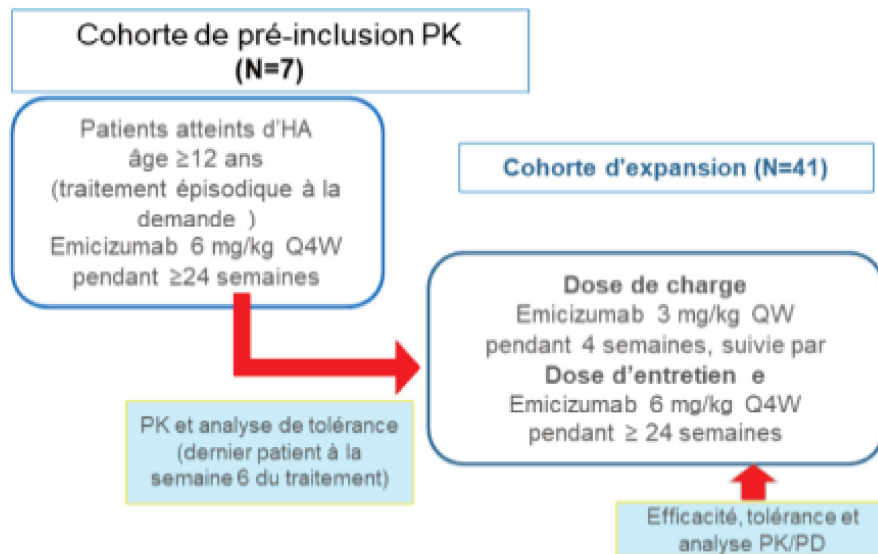 Cohorte de pré-inclusion PK
(N=7)
Patients atteints d'HA
âge ≥12 ans
(traitement épisodique à la
demande )
Emicizumab 6 mg/kg Q4W
pendant ≥24 semaines
Cohorte d'expansion (N=41)
Dose de charge
Emicizumab 3 mg/kg QW
pendant 4 semaines, suivie par
Dose d'entretien e
Emicizumab 6 mg/kg Q4W
pendant ≥ 24 semaines
PK et analyse de tolérance
(dernier patient à la
semaine 6 du traitement)
Efficacité, tolérance et
analyse PK/PD